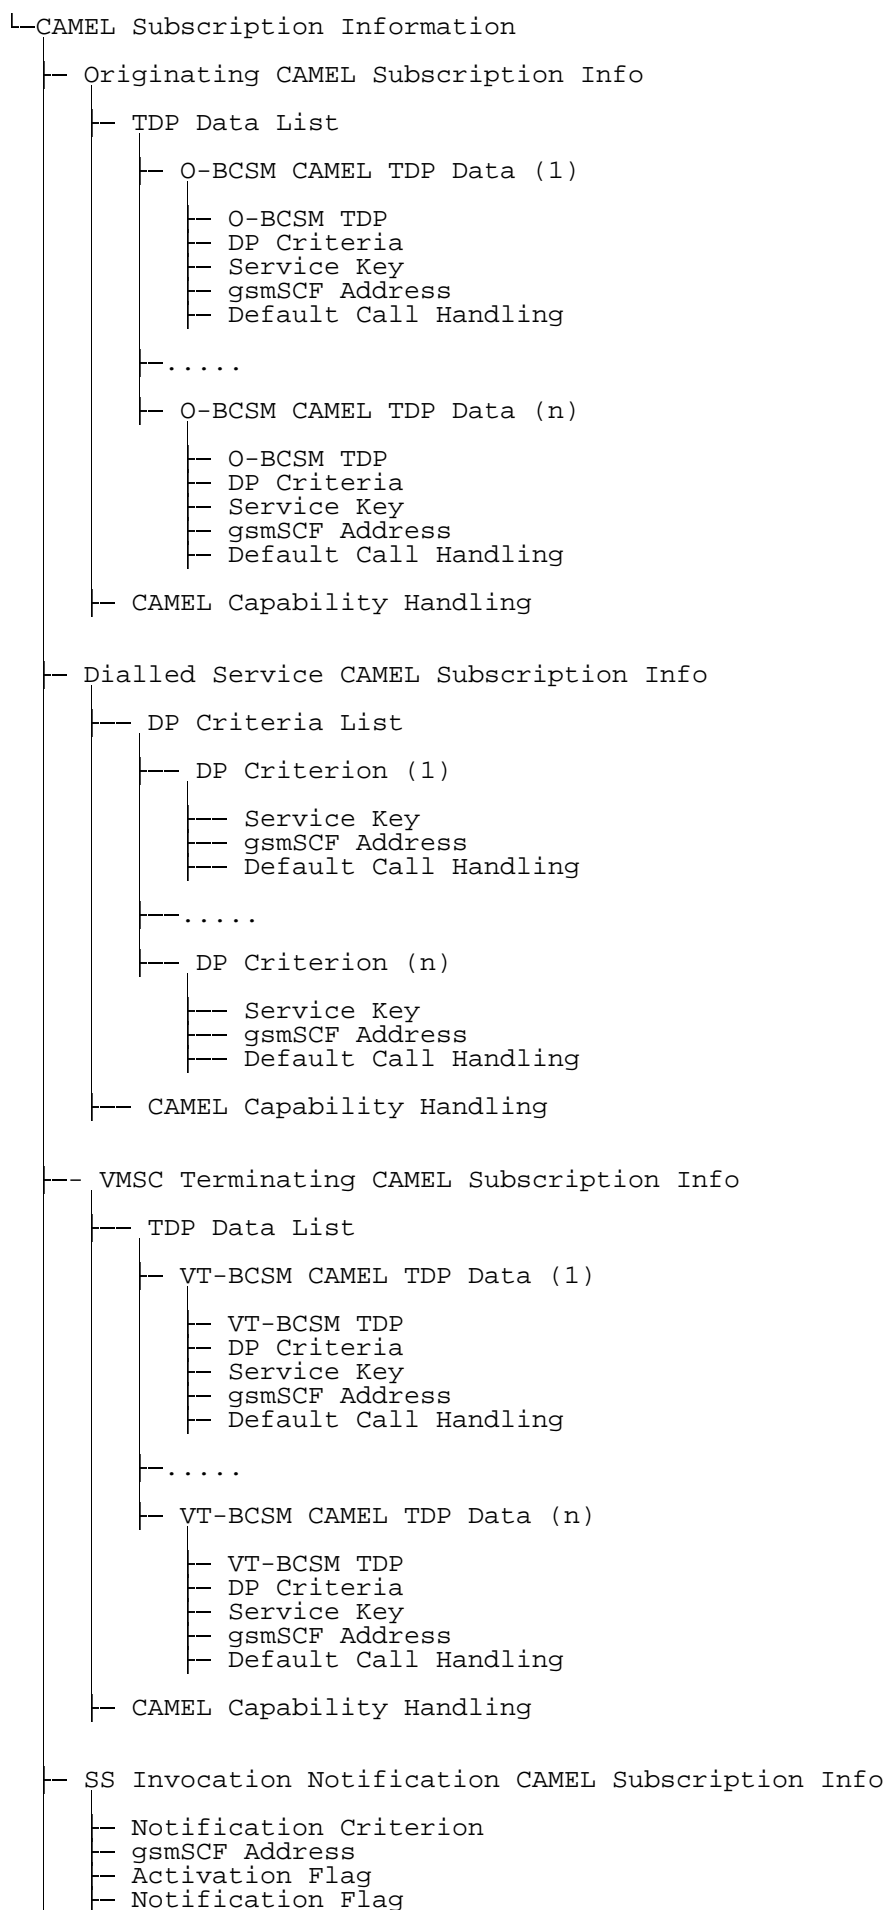 CAMEL Subscription Information
Originating CAMEL Subscription Info
TDP Data List
O-BCSM CAMEL TDP Data (1)
O-BCSM TDP
DP Criteria
Service Key
gsmSCF Address
Default Call Handling
.....
O-BCSM CAMEL TDP Data (n)
O-BCSM TDP
DP Criteria
Service Key
gsmSCF Address
Default Call Handling
CAMEL Capability Handling
Dialled Service CAMEL Subscription Info
DP Criteria List
DP Criterion (1)
Service Key
gsmSCF Address
Default Call Handling
.....
DP Criterion (n)
Service Key
gsmSCF Address
Default Call Handling
CAMEL Capability Handling
VMSC Terminating CAMEL Subscription Info
TDP Data List
VT-BCSM CAMEL TDP Data (1)
VT-BCSM TDP
DP Criteria
Service Key
gsmSCF Address
Default Call Handling
.....
VT-BCSM CAMEL TDP Data (n)
VT-BCSM TDP
DP Criteria
Service Key
gsmSCF Address
Default Call Handling
CAMEL Capability Handling
SS Invocation Notification CAMEL Subscription Info
Notification Criterion
gsmSCF Address
Activation Flag
Notification Flag